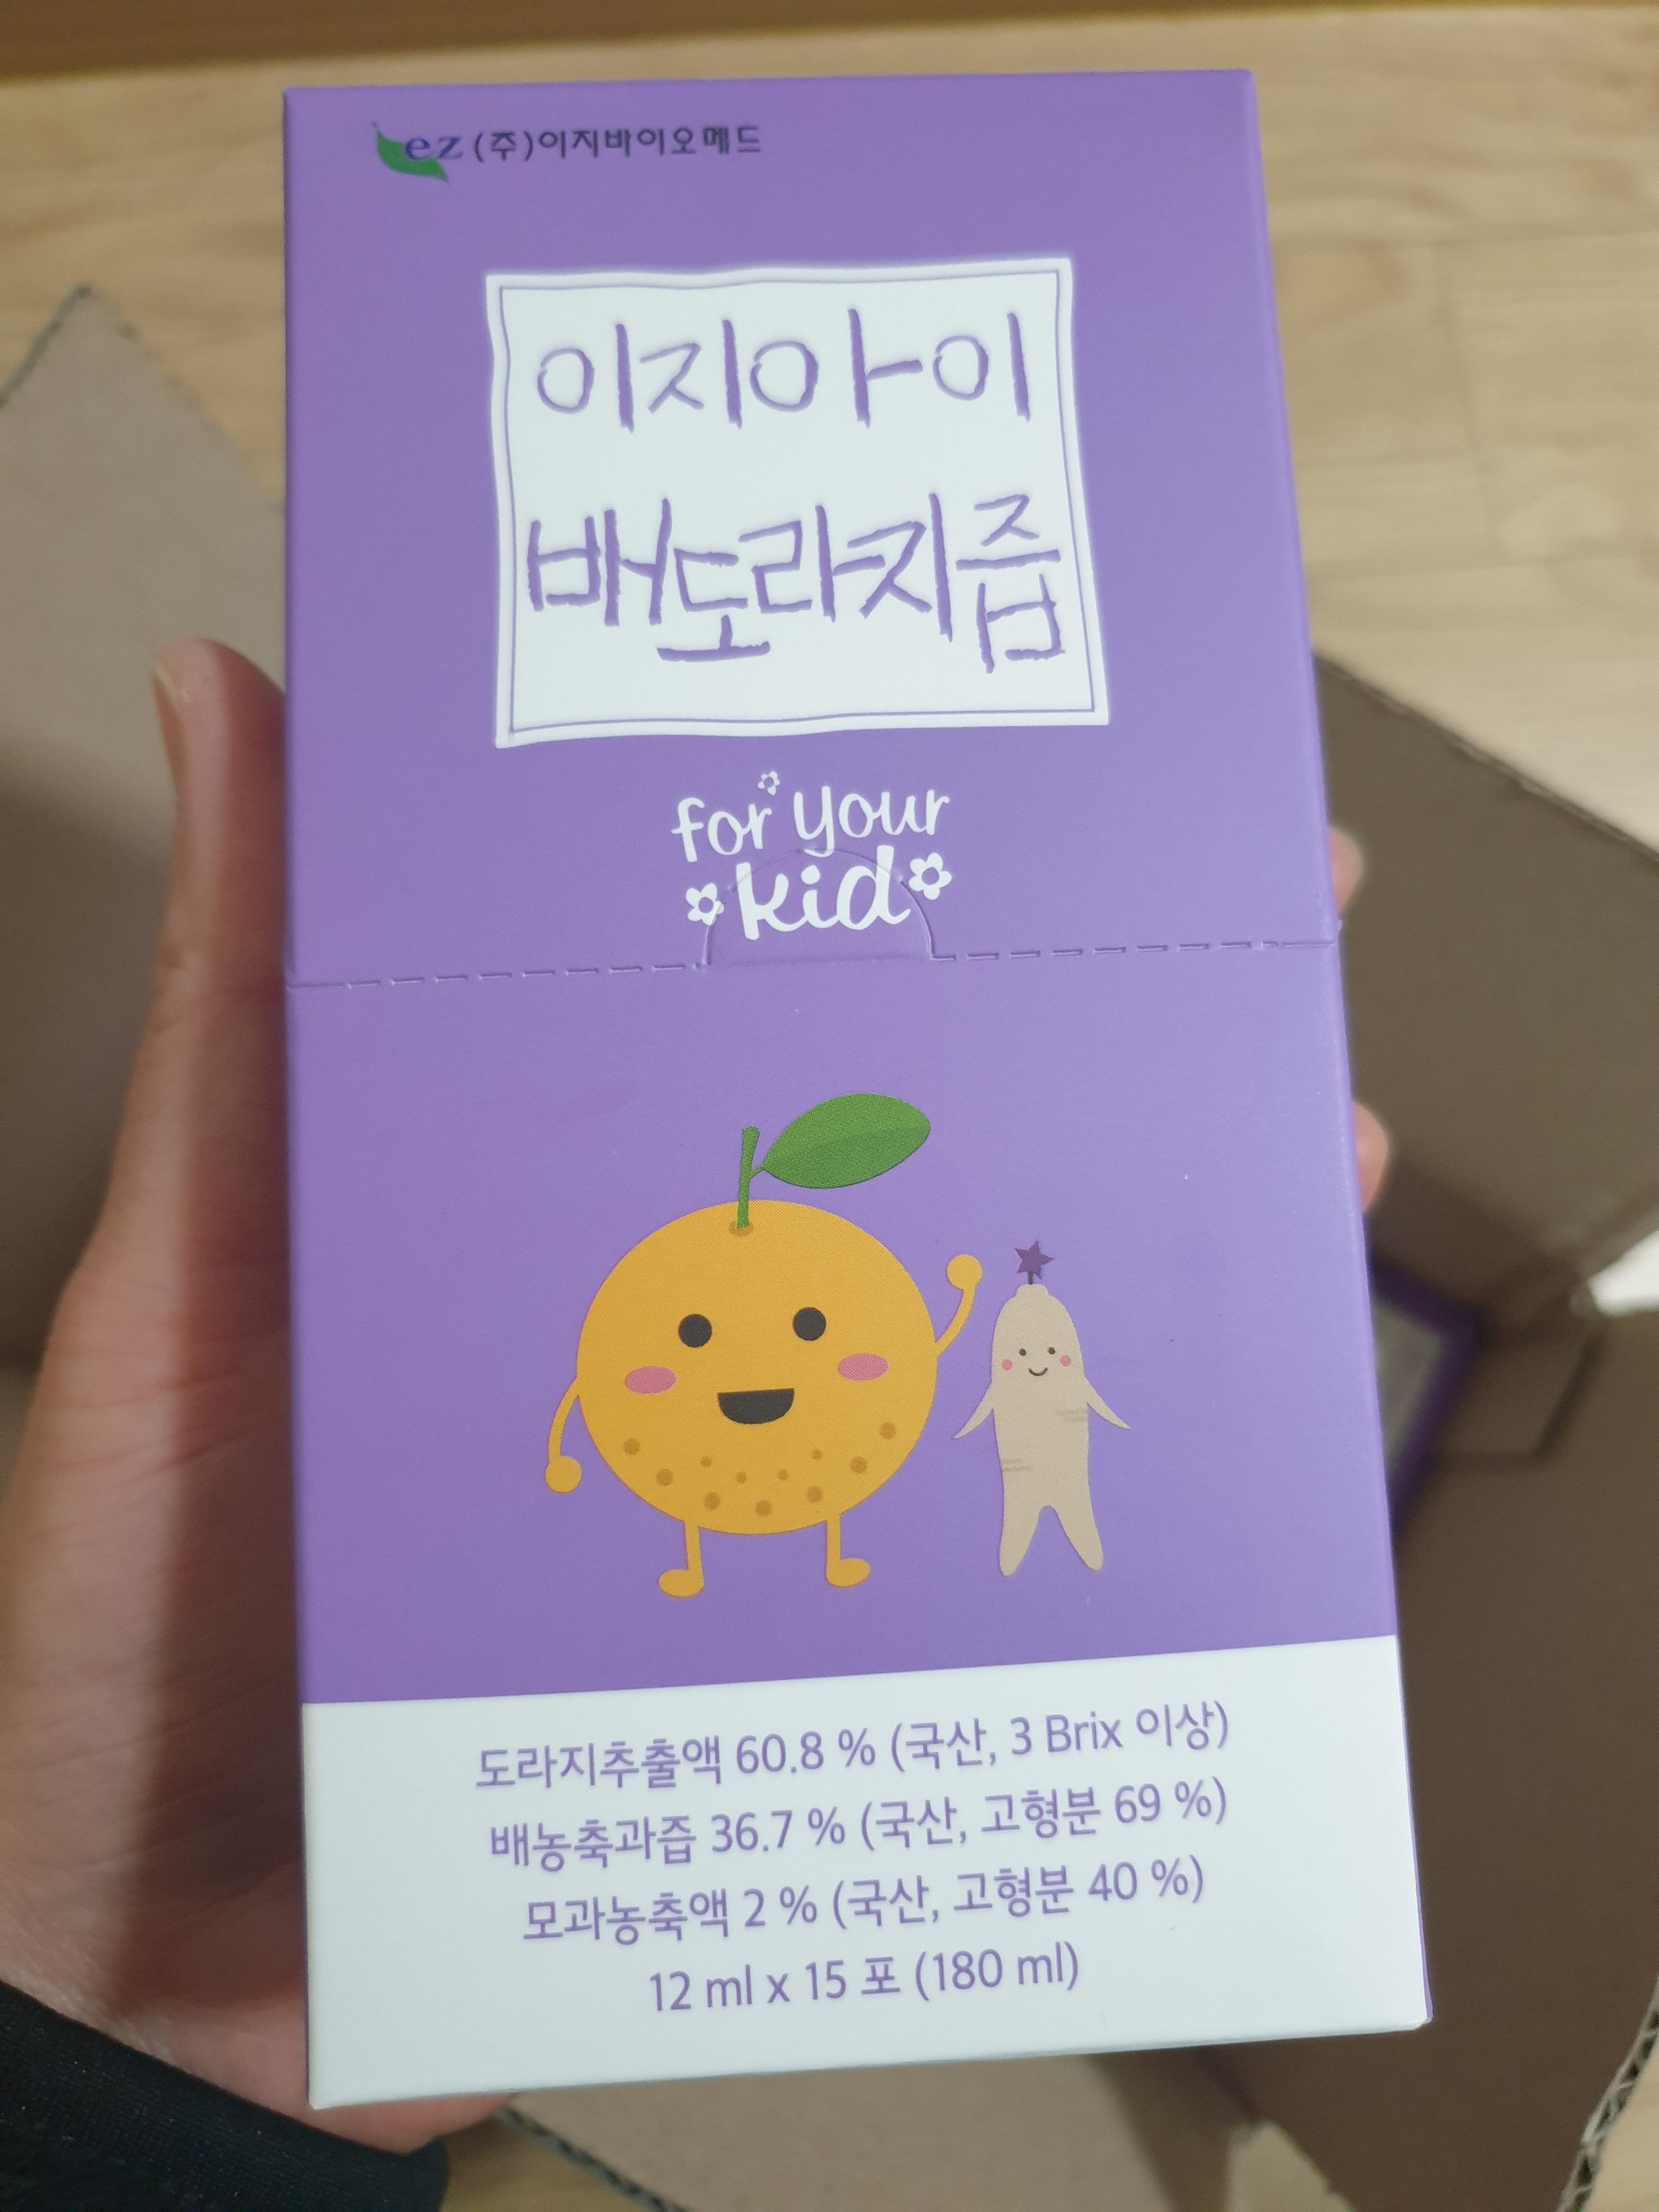 ez (주)이지바이오메드
이지아이
배도라지즙
for your
kid
도라지추출액 60.8 % (국산, 3 Brix 이상)
배농축과즙 36.7 % (국산, 고형분 69 %)
모과농축액 2 % (국산, 고형분 40 %)
12 ml x 15 포 (180 ml)